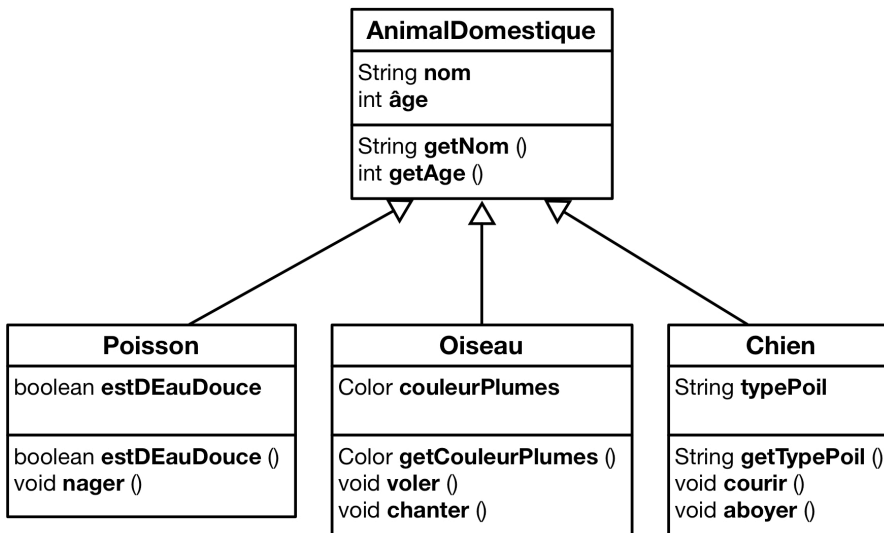 AnimalDomestique
String nom
int âge
String getNom ()
int getAge ()
Poisson
boolean estDEauDouce
boolean estDEauDouce ()
void nager ()
Oiseau
Color couleurPlumes
Color getCouleurPlumes ()
void voler ()
void chanter ()
Chien
String typePoil
String getTypePoil ()
void courir ()
void aboyer ()